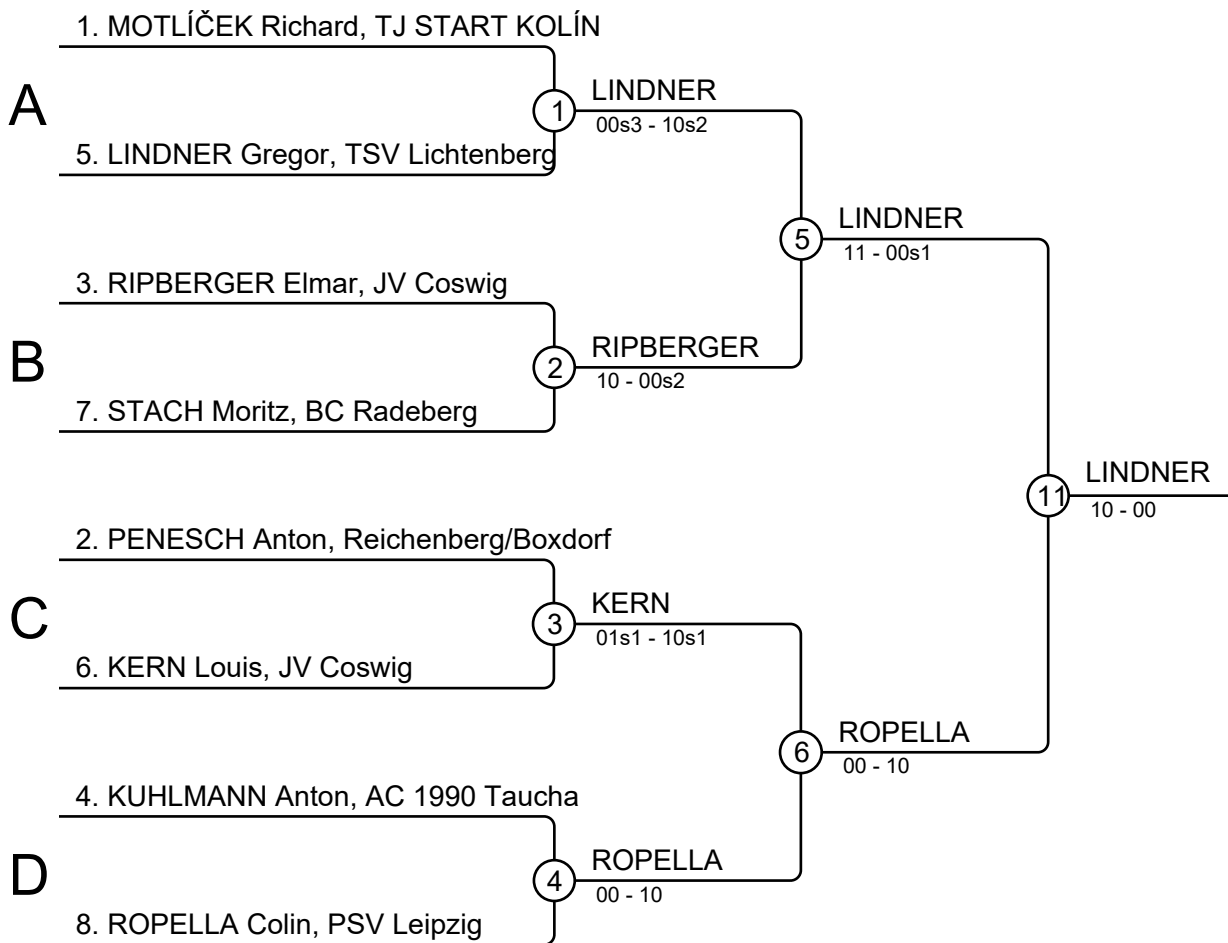 1. MOTLÍČEK Richard, TJ START KOLÍN
A
1
LINDNER
00s3 - 10s2
5. LINDNER Gregor, TSV Lichtenberg
5
LINDNER
11 - 00s1
3. RIPBERGER Elmar, JV Coswig
B
2
RIPBERGER
10 - 00s2
7. STACH Moritz, BC Radeberg
11
LINDNER
10 - 00
2. PENESCH Anton, Reichenberg/Boxdorf
C
3
KERN
01s1 - 10s1
6. KERN Louis, JV Coswig
6
ROPELLA
00 - 10
4. KUHLMANN Anton, AC 1990 Taucha
D
4
ROPELLA
00 - 10
8. ROPELLA Colin, PSV Leipzig